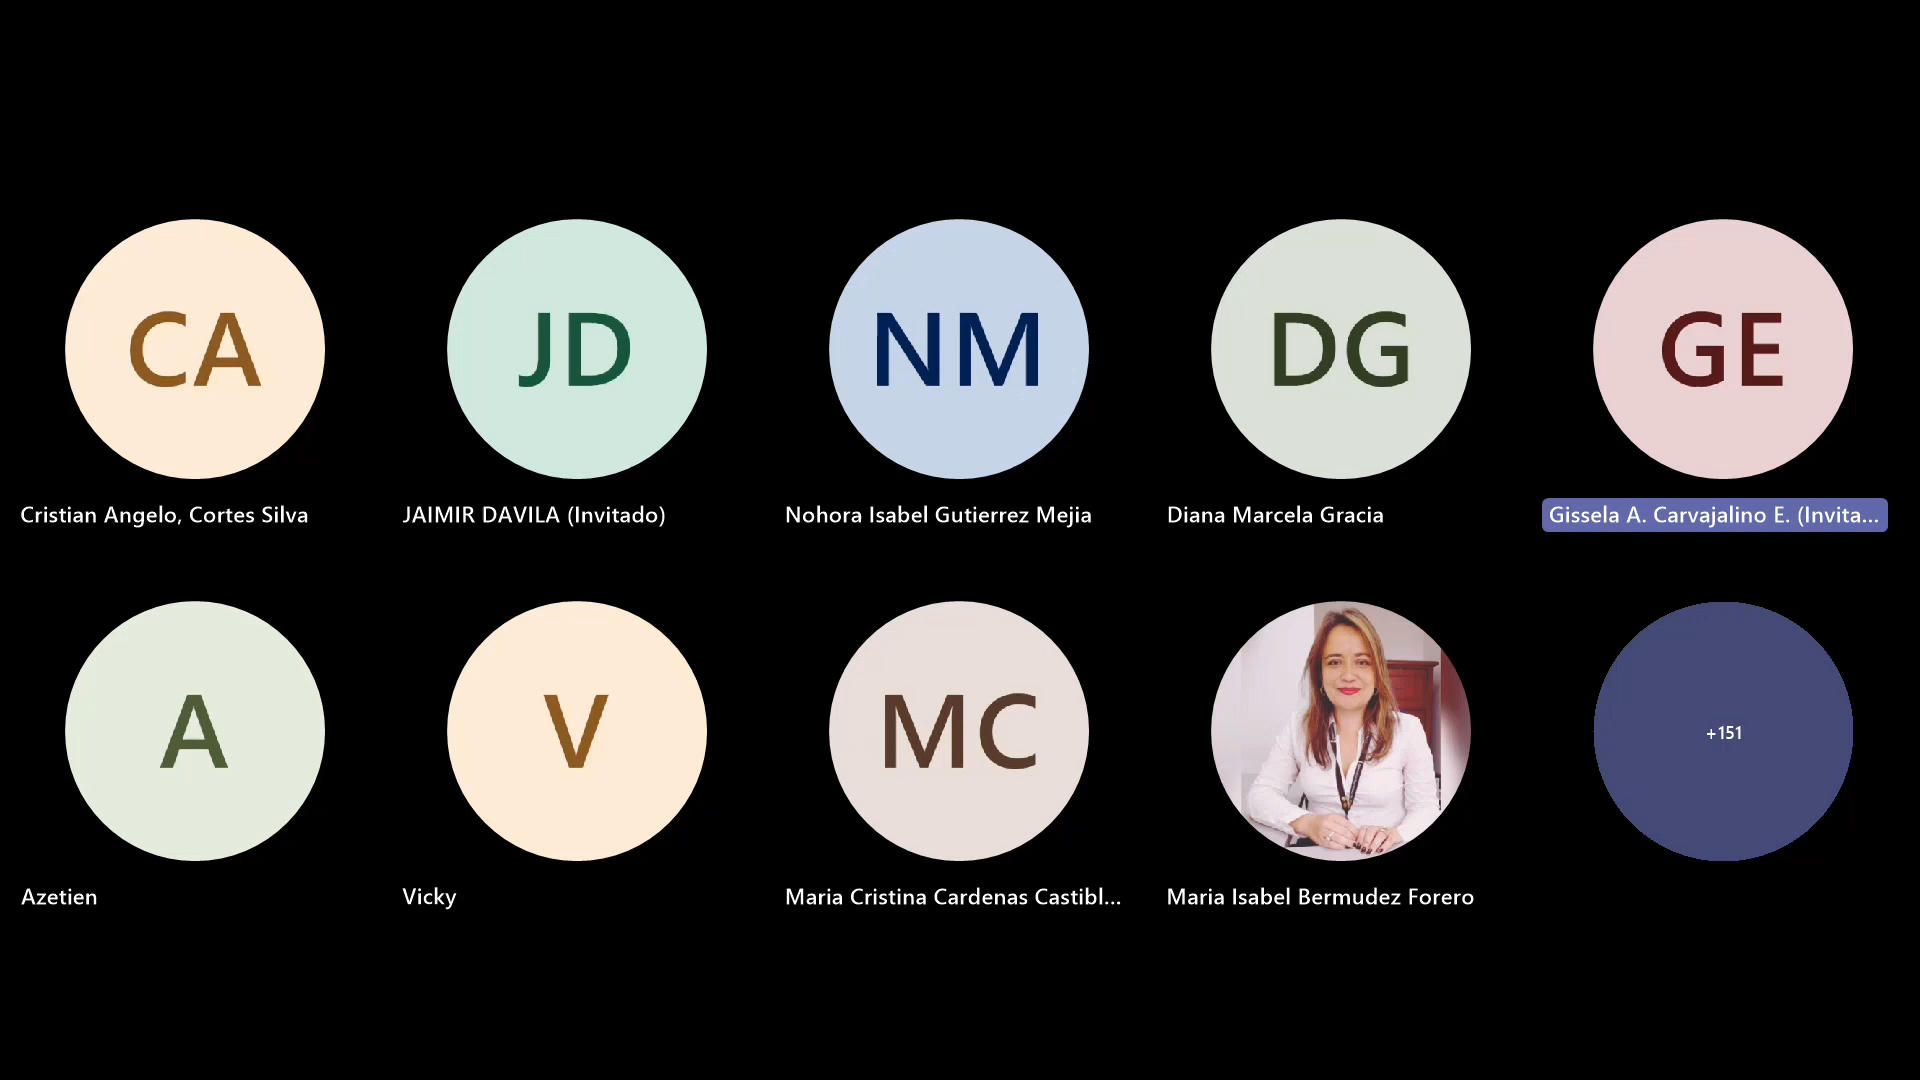 CA
JD
NM
DG
GE
Cristian Angelo, Cortes Silva
JAIMIR DAVILA (Invitado)
Nohora Isabel Gutierrez Mejia
Diana Marcela Gracia
Gissela A. Carvajalino E. (Invita...
A
V
MC
+151
Azetien
Vicky
Maria Cristina Cardenas Castibl...
Maria Isabel Bermudez Forero